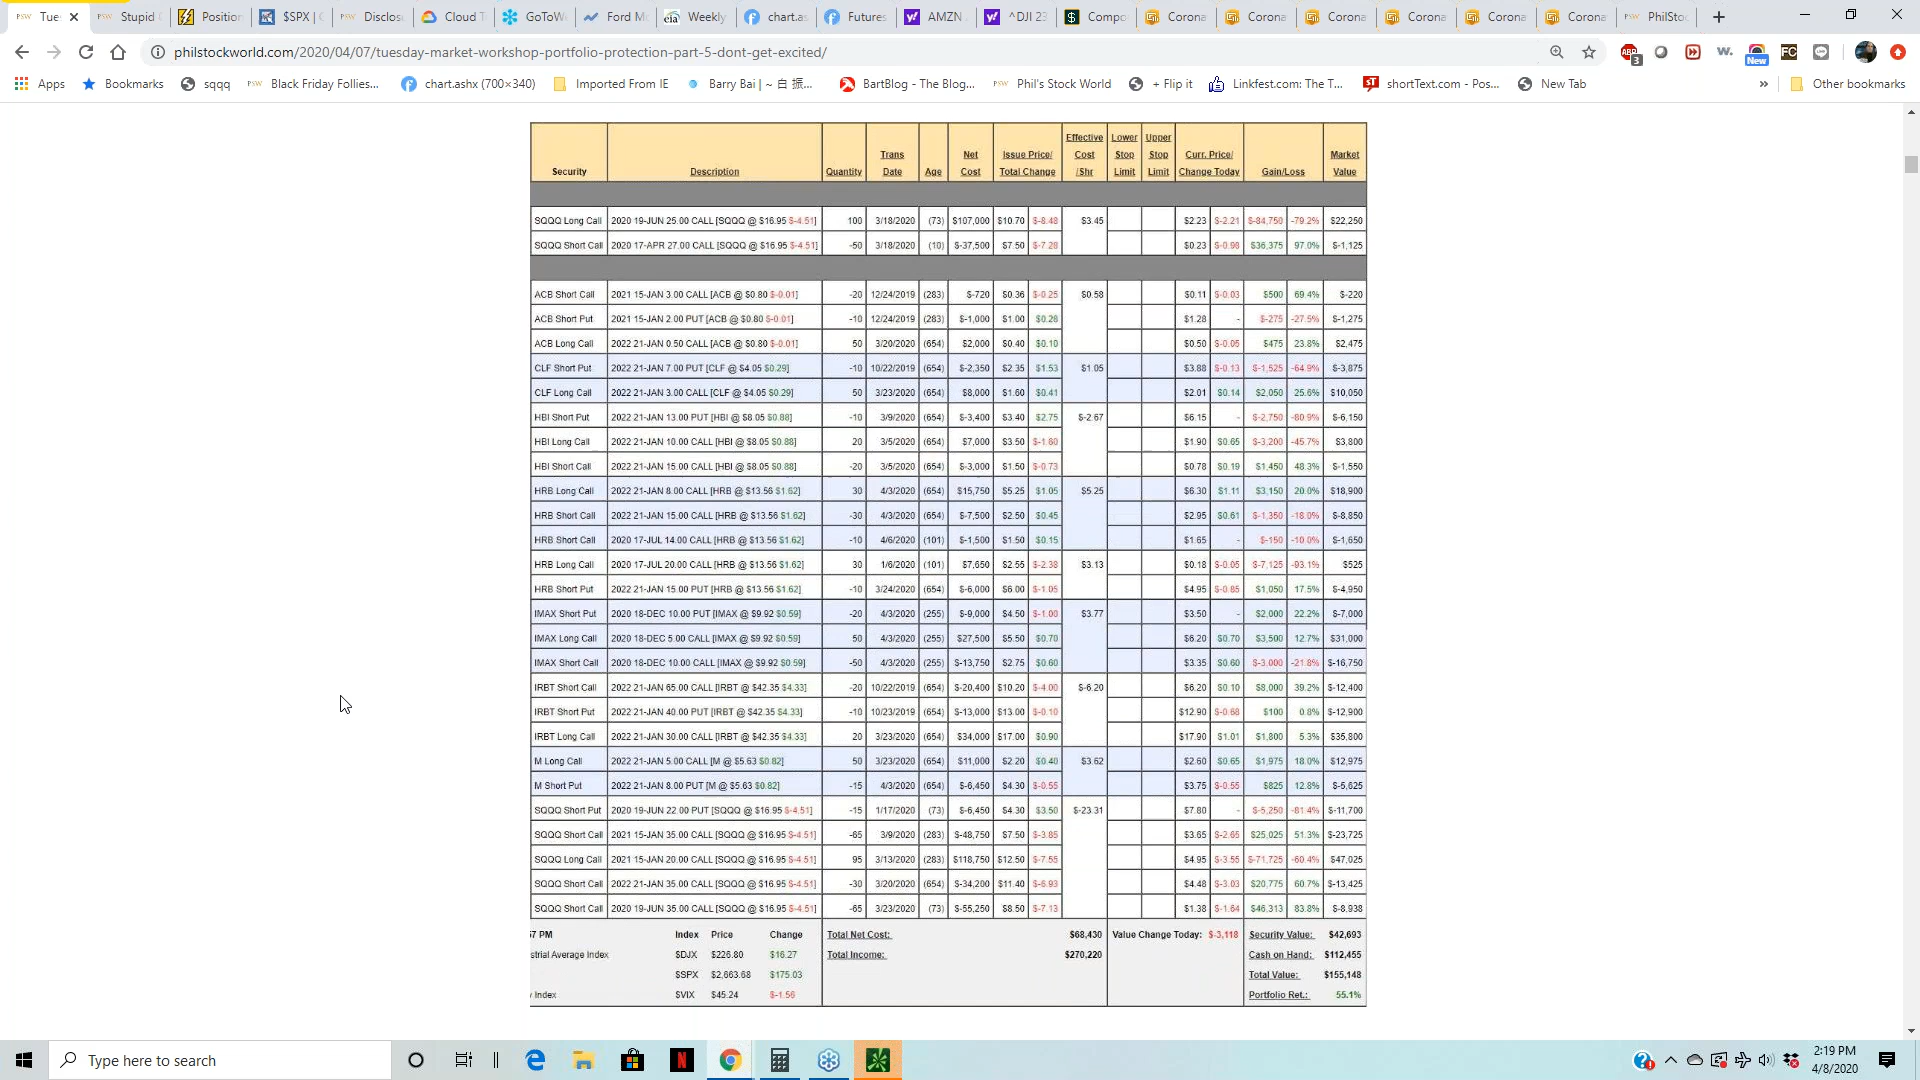 Tue
Stupid
Position
$SPX | (
Disclos
Cloud T
GoToW
Ford M
eia Weekly
chart.as
Futures
AMZN
^DJI 23
Compo
Corona
Corona
Corona
Corona
Corona
Corona
PhilSto
philstockworld.com/2020/04/07/tuesday-market-workshop-portfolio-protection-part-5-dont-get-excited/
Apps Bookmarks sqqq PSW Black Friday Follies... chart.ashx (700×340) Imported From IE Barry Bai | ~ 白 振... BartBlog - The Blog... PSW Phil's Stock World + Flip it Linkfest.com: The T... shortText.com - Pos... New Tab » Other bookmarks
Security Description Quantity Trans Date Age Net Cost Issue Price/ Total Change Effective Cost /Shr Lower Stop Limit Upper Stop Limit Curr. Price/ Change Today Gain/Loss Market Value
SQQQ Long Call 2020 19-JUN 25.00 CALL [SQQQ @ $16.95 $-4.51] 100 3/18/2020 (73) $107,000 $10.70 $-8.48 $3.45 $2.23 $-2.21 $-84,750 -79.2% $22,250
SQQQ Short Call 2020 17-APR 27.00 CALL [SQQQ @ $16.95 $-4.51] -50 3/18/2020 (10) $-37,500 $7.50 $-7.28 $0.23 $-0.98 $36,375 97.0% $-1,125
ACB Short Call 2021 15-JAN 3.00 CALL [ACB @ $0.80 $-0.01] -20 12/24/2019 (283) $-720 $0.36 $-0.25 $0.58 $0.11 $-0.03 $500 69.4% $-220
ACB Short Put 2021 15-JAN 2.00 PUT [ACB @ $0.80 $-0.01] -10 12/24/2019 (283) $-1,000 $1.00 $0.28 $1.28 - $-275 -27.5% $-1,275
ACB Long Call 2022 21-JAN 0.50 CALL [ACB @ $0.80 $-0.01] 50 3/20/2020 (654) $2,000 $0.40 $0.10 $0.50 $-0.05 $475 23.8% $2,475
CLF Short Put 2022 21-JAN 7.00 PUT [CLF @ $4.05 $0.29] -10 10/22/2019 (654) $-2,350 $2.35 $1.53 $1.05 $3.88 $-0.13 $-1,525 -64.9% $-3,875
CLF Long Call 2022 21-JAN 3.00 CALL [CLF @ $4.05 $0.29] 50 3/23/2020 (654) $8,000 $1.60 $0.41 $2.01 $0.14 $2,050 25.6% $10,050
HBI Short Put 2022 21-JAN 13.00 PUT [HBI @ $8.05 $0.88] -10 3/9/2020 (654) $-3,400 $3.40 $2.75 $-2.67 $6.15 - $-2,750 -80.9% $-6,150
HBI Long Call 2022 21-JAN 10.00 CALL [HBI @ $8.05 $0.88] 20 3/5/2020 (654) $7,000 $3.50 $-1.60 $1.90 $0.65 $-3,200 -45.7% $3,800
HBI Short Call 2022 21-JAN 15.00 CALL [HBI @ $8.05 $0.88] -20 3/5/2020 (654) $-3,000 $1.50 $-0.73 $0.78 $0.19 $1,450 48.3% $-1,550
HRB Long Call 2022 21-JAN 8.00 CALL [HRB @ $13.56 $1.62] 30 4/3/2020 (654) $15,750 $5.25 $1.05 $5.25 $6.30 $1.11 $3,150 20.0% $18,900
HRB Short Call 2022 21-JAN 15.00 CALL [HRB @ $13.56 $1.62] -30 4/3/2020 (654) $-7,500 $2.50 $0.45 $2.95 $0.61 $-1,350 -18.0% $-8,850
HRB Short Call 2020 17-JUL 14.00 CALL [HRB @ $13.56 $1.62] -10 4/6/2020 (101) $-1,500 $1.50 $0.15 $1.65 - $-150 -10.0% $-1,650
HRB Long Call 2020 17-JUL 20.00 CALL [HRB @ $13.56 $1.62] 30 1/6/2020 (101) $7,650 $2.55 $-2.38 $3.13 $0.18 $-0.05 $-7,125 -93.1% $525
HRB Short Put 2022 21-JAN 15.00 PUT [HRB @ $13.56 $1.62] -10 3/24/2020 (654) $-6,000 $6.00 $-1.05 $4.95 $-0.85 $1,050 17.5% $-4,950
IMAX Short Put 2020 18-DEC 10.00 PUT [IMAX @ $9.92 $0.59] -20 4/3/2020 (255) $-9,000 $4.50 $-1.00 $3.77 $3.50 - $2,000 22.2% $-7,000
IMAX Long Call 2020 18-DEC 5.00 CALL [IMAX @ $9.92 $0.59] 50 4/3/2020 (255) $27,500 $5.50 $0.70 $6.20 $0.70 $3,500 12.7% $31,000
IMAX Short Call 2020 18-DEC 10.00 CALL [IMAX @ $9.92 $0.59] -50 4/3/2020 (255) $-13,750 $2.75 $0.60 $3.35 $0.60 $-3,000 -21.8% $-16,750
IRBT Short Call 2022 21-JAN 65.00 CALL [IRBT @ $42.35 $4.33] -20 10/22/2019 (654) $-20,400 $10.20 $-4.00 $-6.20 $6.20 $0.10 $8,000 39.2% $-12,400
IRBT Short Put 2022 21-JAN 40.00 PUT [IRBT @ $42.35 $4.33] -10 10/23/2019 (654) $-13,000 $13.00 $-0.10 $12.90 $-0.68 $100 0.8% $-12,900
IRBT Long Call 2022 21-JAN 30.00 CALL [IRBT @ $42.35 $4.33] 20 3/23/2020 (654) $34,000 $17.00 $0.90 $17.90 $1.01 $1,800 5.3% $35,800
M Long Call 2022 21-JAN 5.00 CALL [M @ $5.63 $0.82] 50 3/23/2020 (654) $11,000 $2.20 $0.40 $3.62 $2.60 $0.65 $1,975 18.0% $12,975
M Short Put 2022 21-JAN 8.00 PUT [M @ $5.63 $0.82] -15 4/3/2020 (654) $-6,450 $4.30 $-0.55 $3.75 $-0.55 $825 12.8% $-5,625
SQQQ Short Put 2020 19-JUN 22.00 PUT [SQQQ @ $16.95 $-4.51] -15 1/17/2020 (73) $-6,450 $4.30 $3.50 $-23.31 $7.80 - $-5,250 -81.4% $-11,700
SQQQ Short Call 2021 15-JAN 35.00 CALL [SQQQ @ $16.95 $-4.51] -65 3/9/2020 (283) $-48,750 $7.50 $-3.85 $3.65 $-2.65 $25,025 51.3% $-23,725
SQQQ Long Call 2021 15-JAN 20.00 CALL [SQQQ @ $16.95 $-4.51] 95 3/13/2020 (283) $118,750 $12.50 $-7.55 $4.95 $-3.55 $-71,725 -60.4% $47,025
SQQQ Short Call 2022 21-JAN 35.00 CALL [SQQQ @ $16.95 $-4.51] -30 3/20/2020 (654) $-34,200 $11.40 $-6.93 $4.48 $-3.03 $20,775 60.7% $-13,425
SQQQ Short Call 2020 19-JUN 35.00 CALL [SQQQ @ $16.95 $-4.51] -65 3/23/2020 (73) $-55,250 $8.50 $-7.13 $1.38 $-1.64 $46,313 83.8% $-8,938
57 PM Index Price Change Total Net Cost: $68,430 Value Change Today: $-3,118 Security Value: $42,693
strial Average Index $DJX $226.80 $16.27 Total Income: $270,220 Cash on Hand: $112,455
$SPX $2,663.68 $175.03 Total Value: $155,148
Index $VIX $45.24 $-1.56 Portfolio Ret.: 55.1%
Type here to search
2:19 PM
4/8/2020